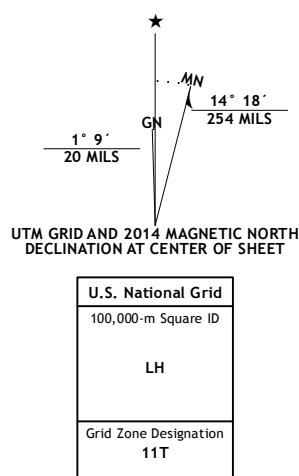 ★
MN
GN
14° 18´
254 MILS
1° 9´
20 MILS
UTM GRID AND 2014 MAGNETIC NORTH
DECLINATION AT CENTER OF SHEET
U.S. National Grid
100,000-m Square ID
LH
Grid Zone Designation
11T